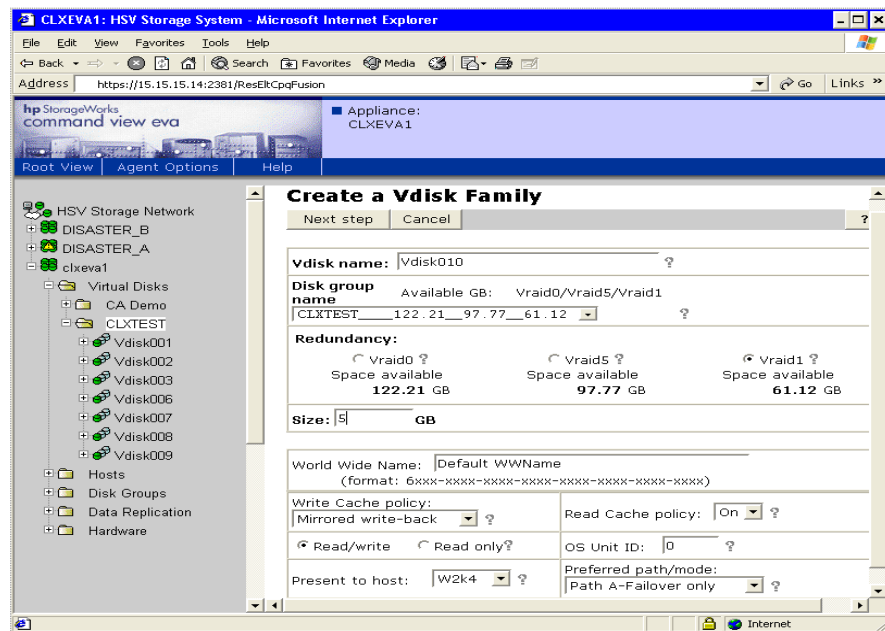 CLXEVA1: HSV Storage System - Microsoft Internet Explorer
File Edit View Favorites Tools Help
Back Search Favorites Media
Address https://15.15.15.14:2381/ResEltCpqFusion Go Links »
hp StorageWorks
command view eva
Appliance:
CLXEVA1
Root View Agent Options Help
HSV Storage Network
DISASTER_B
DISASTER_A
clxeva1
Virtual Disks
CA Demo
CLXTEST
Vdisk001
Vdisk002
Vdisk003
Vdisk006
Vdisk007
Vdisk008
Vdisk009
Hosts
Disk Groups
Data Replication
Hardware
Create a Vdisk Family
Next step Cancel ?
Vdisk name: Vdisk010 ?
Disk group name Available GB: Vraid0/Vraid5/Vraid1
CLXTEST____122.21__97.77__61.12 ?
Redundancy:
Vraid0 ? Vraid5 ? Vraid1 ?
Space available Space available Space available
122.21 GB 97.77 GB 61.12 GB
Size: 5 GB
World Wide Name: Default WWName
(format: 6xxx-xxxx-xxxx-xxxx-xxxx-xxxx-xxxx-xxxx)
Write Cache policy:
Mirrored write-back ? Read Cache policy: On ?
Read/write Read only? OS Unit ID: 0 ?
Present to host: W2k4 ? Preferred path/mode:
Path A-Failover only ?
Internet